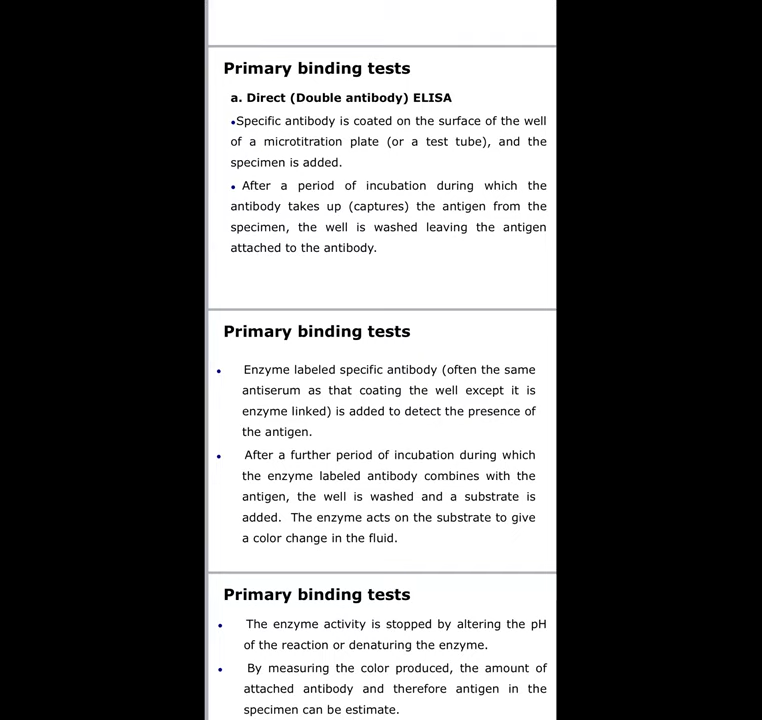 Primary binding tests
a. Direct (Double antibody) ELISA
•Specific antibody is coated on the surface of the well
of a microtitration plate (or a test tube), and the
specimen is added.
• After a period of incubation during which the
antibody takes up (captures) the antigen from the
specimen, the well is washed leaving the antigen
attached to the antibody.
Primary binding tests
• Enzyme labeled specific antibody (often the same
antiserum as that coating the well except it is
enzyme linked) is added to detect the presence of
the antigen.
• After a further period of incubation during which
the enzyme labeled antibody combines with the
antigen, the well is washed and a substrate is
added. The enzyme acts on the substrate to give
a color change in the fluid.
Primary binding tests
• The enzyme activity is stopped by altering the pH
of the reaction or denaturing the enzyme.
• By measuring the color produced, the amount of
attached antibody and therefore antigen in the
specimen can be estimate.